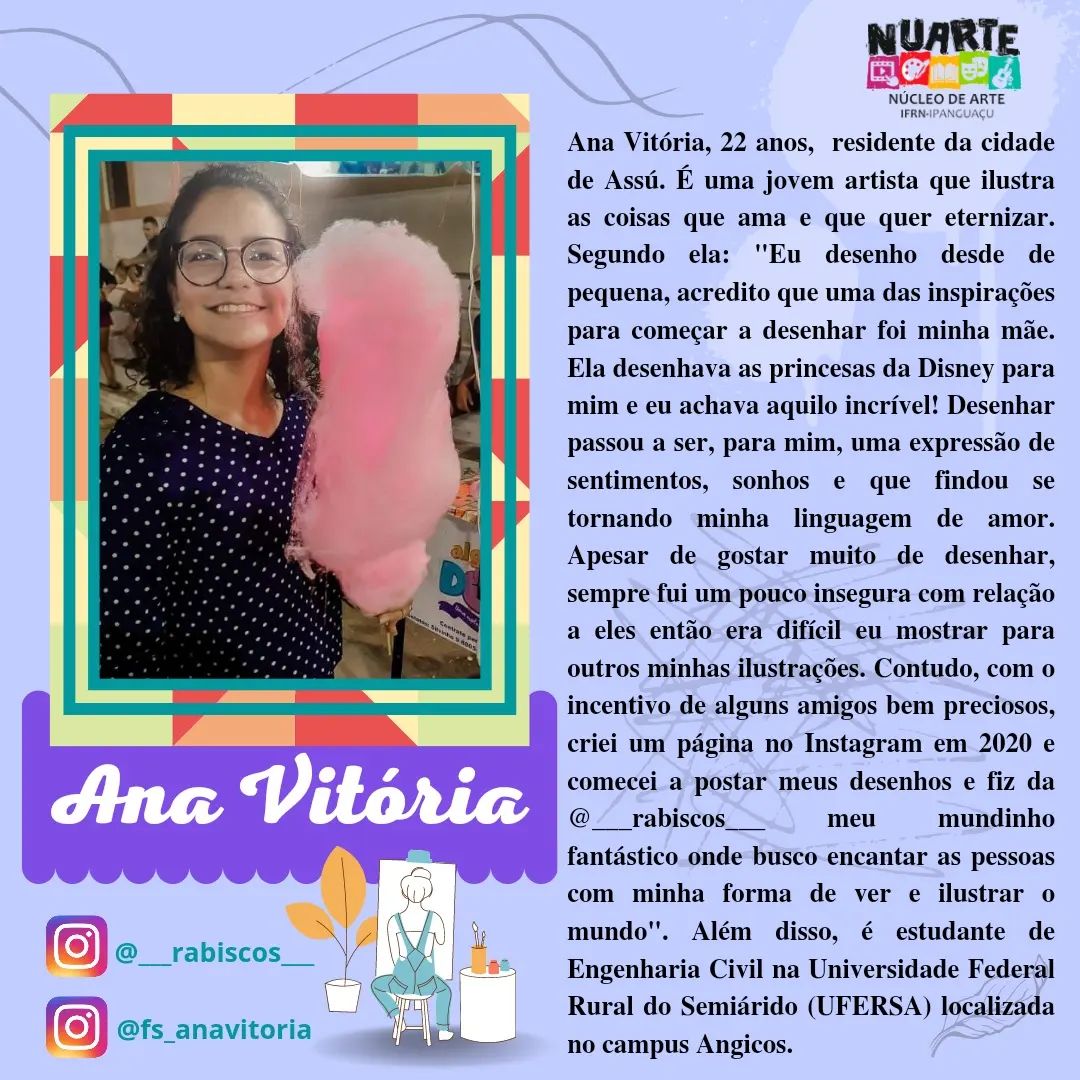 NUARTE
NÚCLEO DE ARTE
IFRN-IPANGUAÇU
Ana Vitória, 22 anos,  residente da cidade
de Assú. É uma jovem artista que ilustra
as coisas que ama e que quer eternizar.
Segundo ela: "Eu desenho desde de
pequena, acredito que uma das inspirações
para começar a desenhar foi minha mãe.
Ela desenhava as princesas da Disney para
mim e eu achava aquilo incrível! Desenhar
passou a ser, para mim, uma expressão de
sentimentos, sonhos e que findou se
tornando minha linguagem de amor.
Apesar de gostar muito de desenhar,
sempre fui um pouco insegura com relação
a eles então era difícil eu mostrar para
outros minhas ilustrações. Contudo, com o
incentivo de alguns amigos bem preciosos,
criei um página no Instagram em 2020 e
comecei a postar meus desenhos e fiz da
@___rabiscos___ meu mundinho
fantástico onde busco encantar as pessoas
com minha forma de ver e ilustrar o
mundo". Além disso, é estudante de
Engenharia Civil na Universidade Federal
Rural do Semiárido (UFERSA) localizada
no campus Angicos.
Contrate
Silvinho
Ana Vitória
@___rabiscos___
@fs_anavitoria